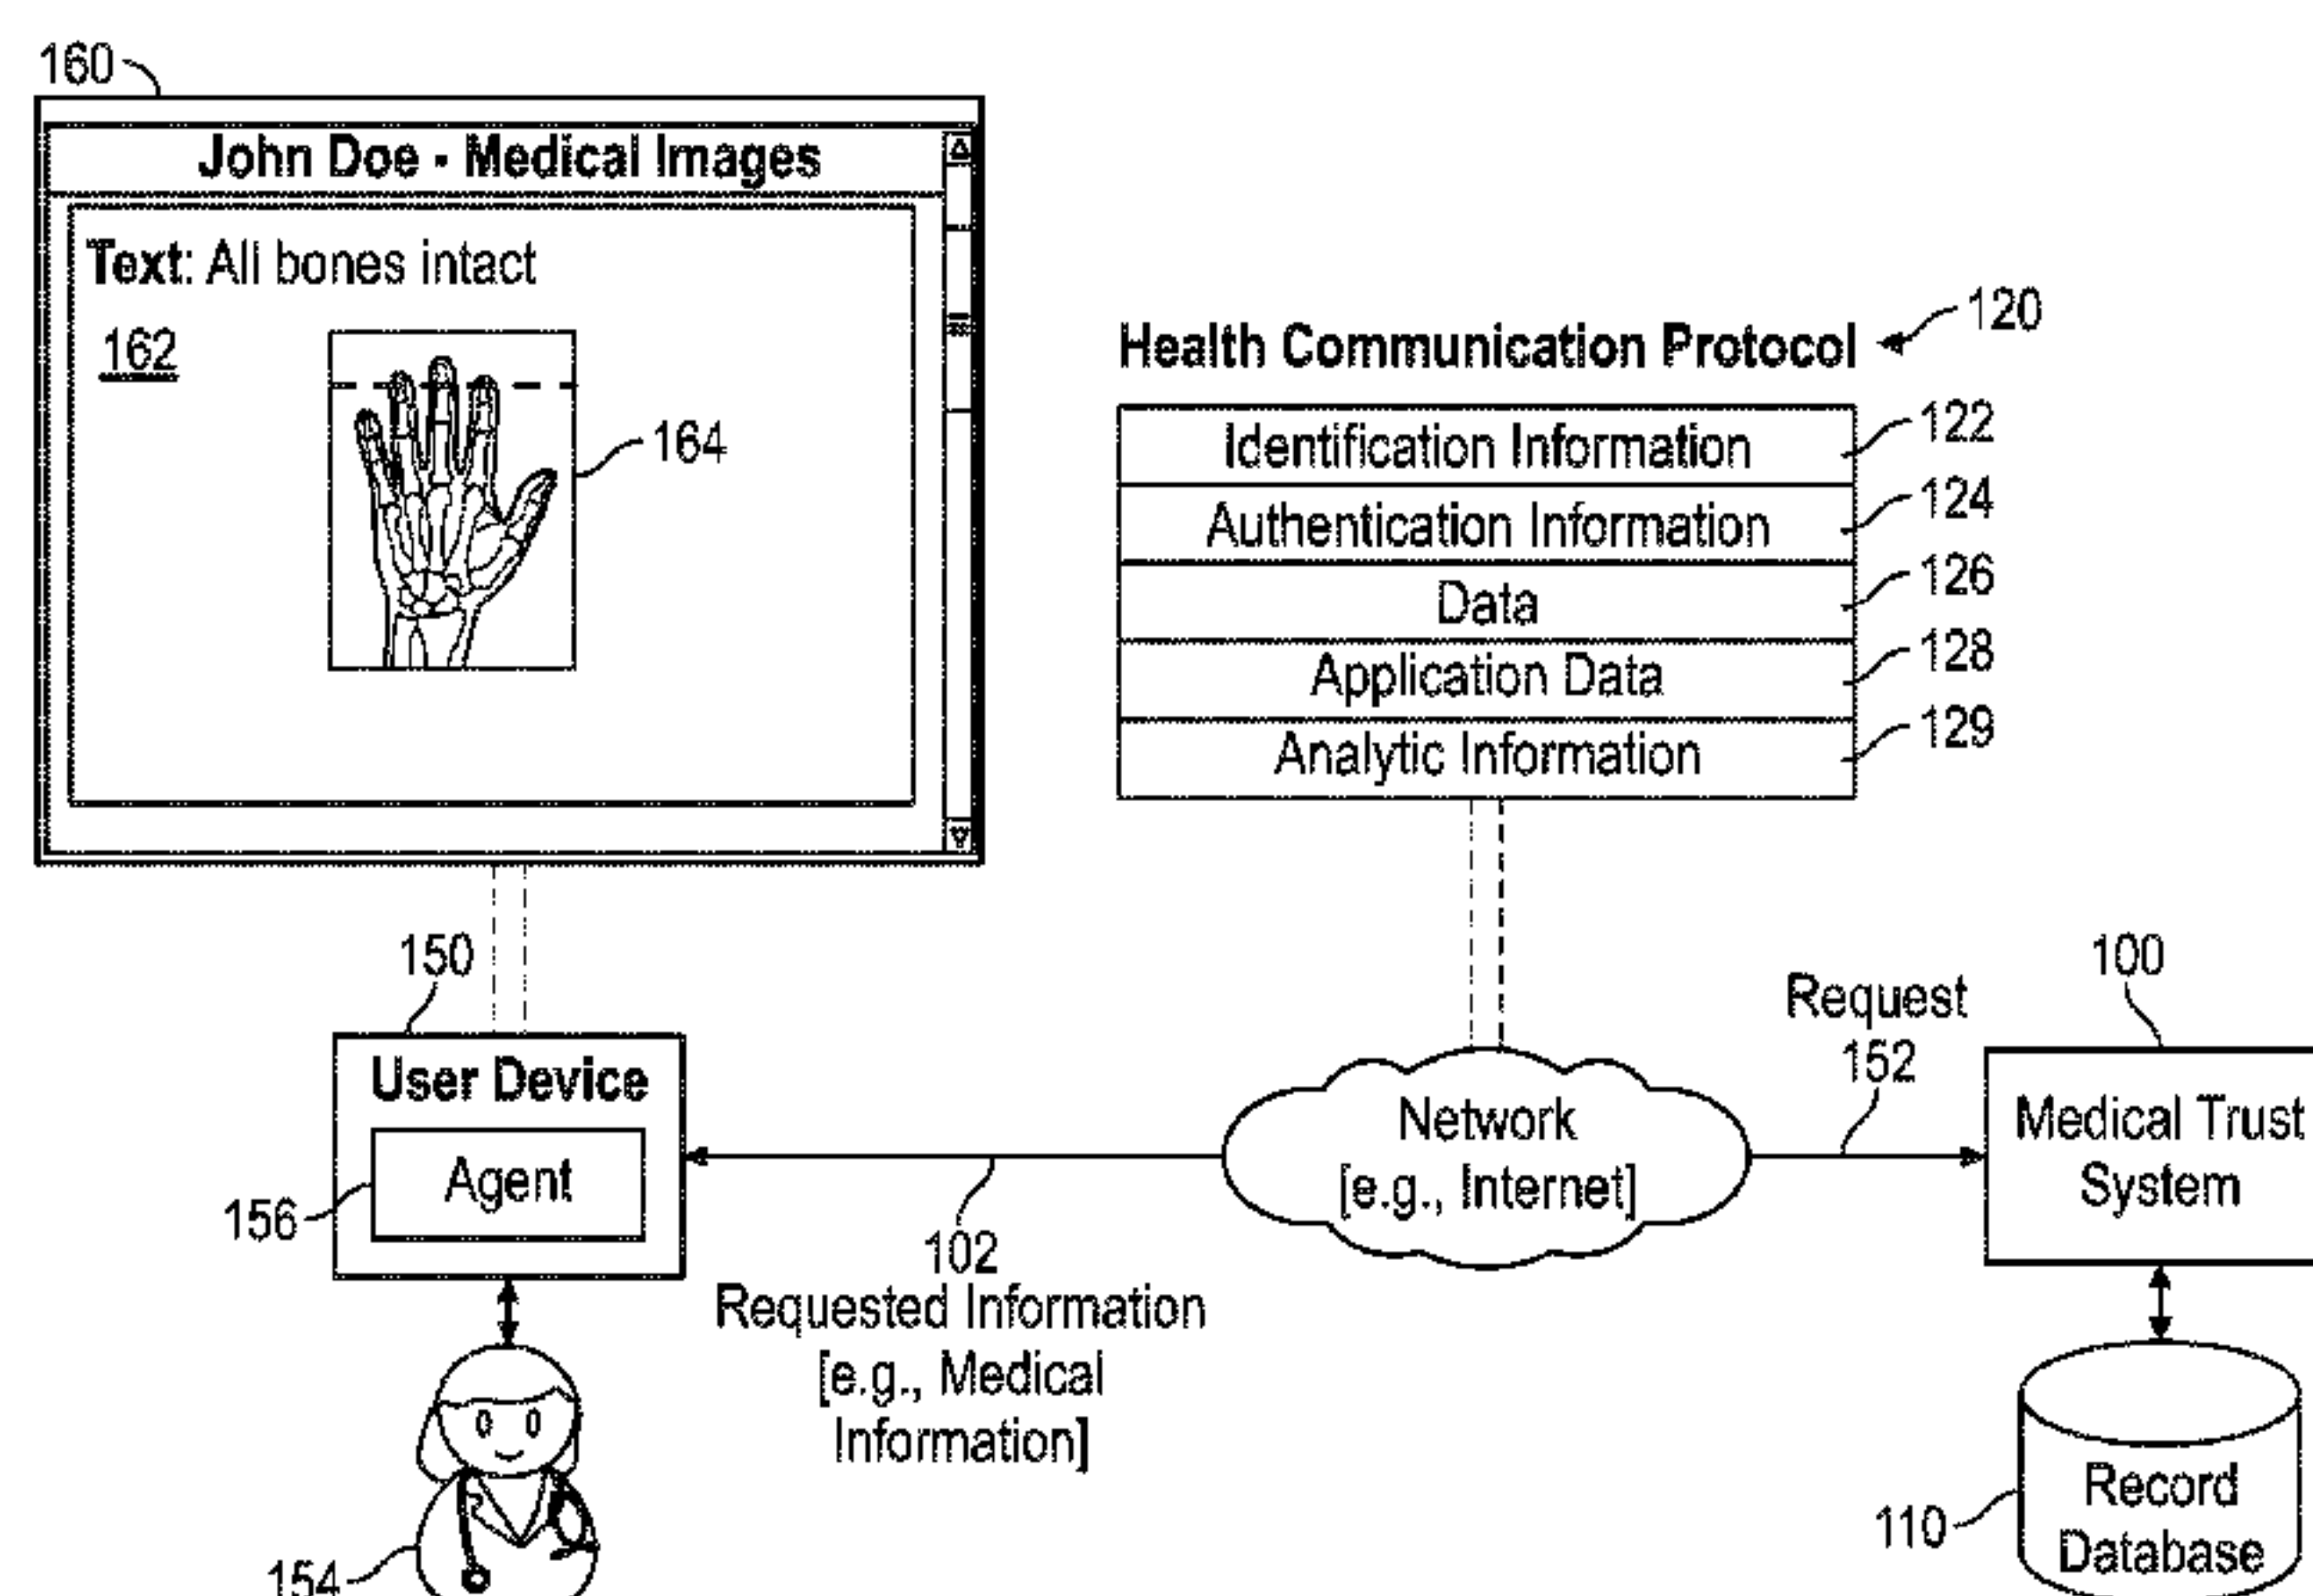 160
John Doe - Medical Images
Text: All bones intact
162
164
Health Communication Protocol
120
Identification Information
122
Authentication Information
124
Data
126
Application Data
128
Analytic Information
129
150
User Device
Agent
156
154
102
Requested Information
[e.g., Medical
Information]
Network
[e.g., Internet]
Request
152
100
Medical Trust
System
Record
Database
110